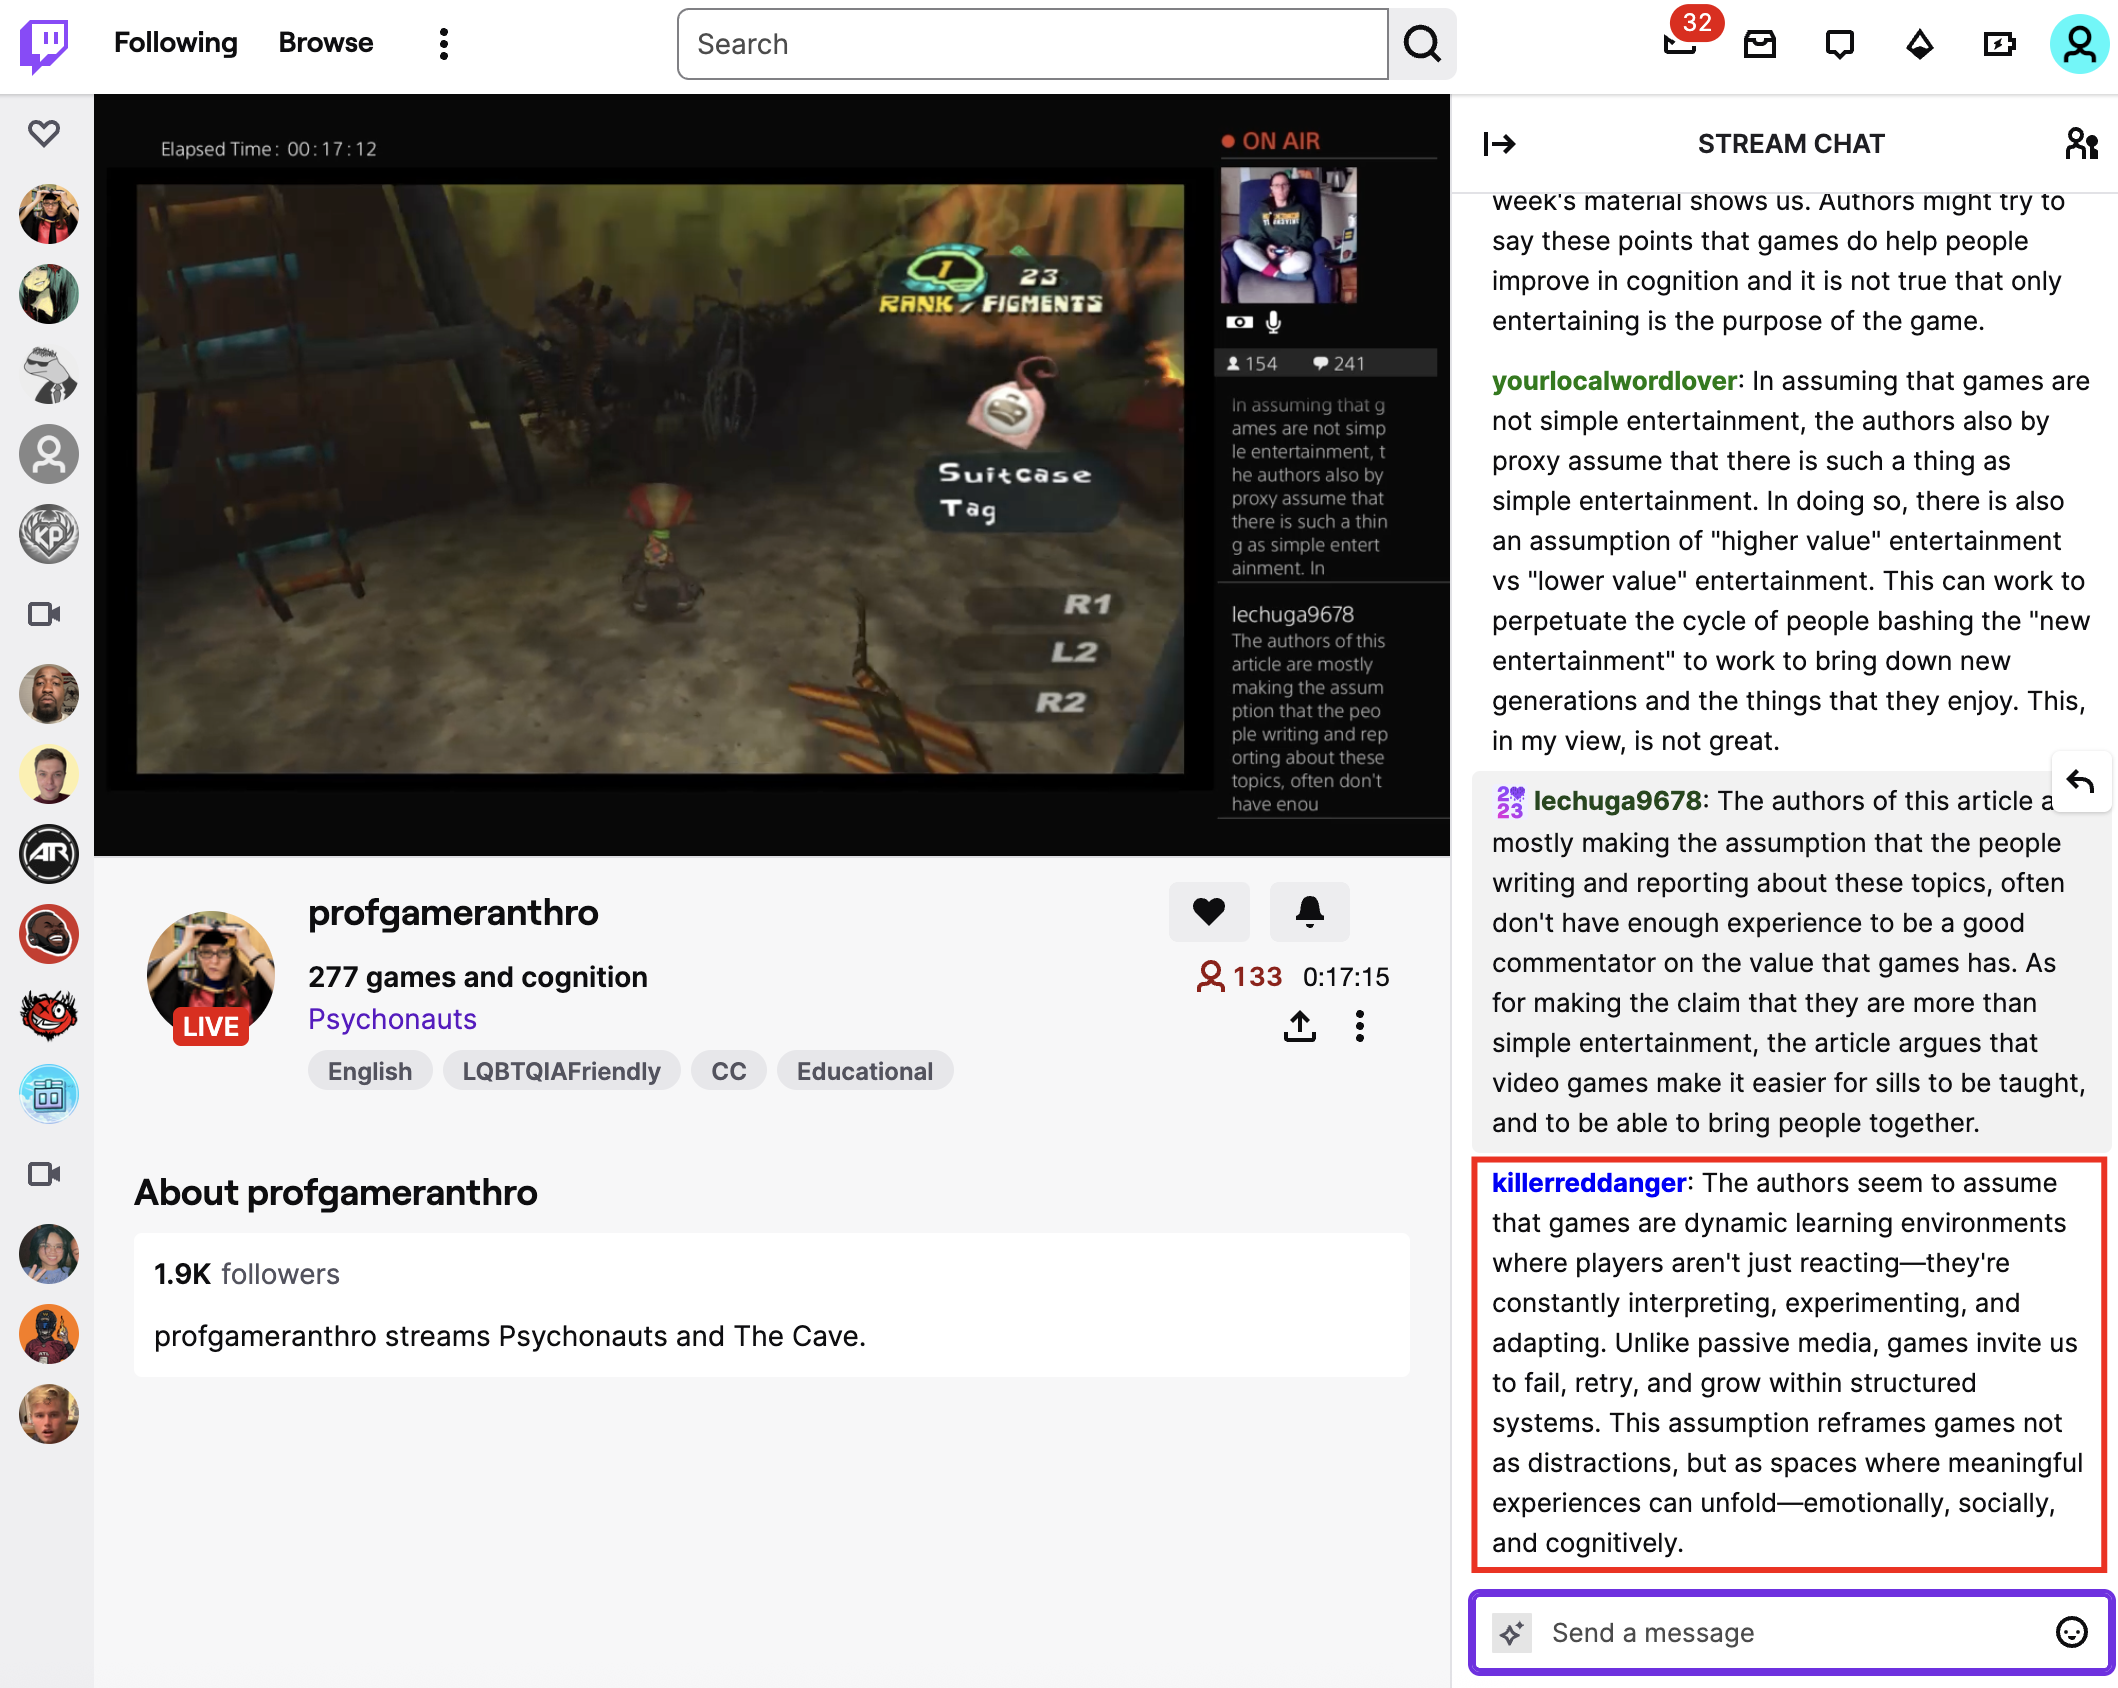 Following
Browse
Search
32
Elapsed Time: 00:17:12
1
RANK
23
FIGMENTS
Suitcase
Tag
R1
L2
R2
ON AIR
154
241
In assuming that g
ames are not simp
le entertainment, t
he authors also by
proxy assume that
there is such a thin
g as simple entert
ainment. In
lechuga9678
The authors of this
article are mostly
making the assum
ption that the peo
ple writing and rep
orting about these
topics, often don't
have enou
KP
profgameranthro
277 games and cognition
Psychonauts
LIVE
133
0:17:15
English
LQBTQIAFriendly
CC
Educational
About profgameranthro
1.9K followers
profgameranthro streams Psychonauts and The Cave.
STREAM CHAT
week's material shows us. Authors might try to
say these points that games do help people
improve in cognition and it is not true that only
entertaining is the purpose of the game.
yourlocalwordlover: In assuming that games are
not simple entertainment, the authors also by
proxy assume that there is such a thing as
simple entertainment. In doing so, there is also
an assumption of "higher value" entertainment
vs "lower value" entertainment. This can work to
perpetuate the cycle of people bashing the "new
entertainment" to work to bring down new
generations and the things that they enjoy. This,
in my view, is not great.
2023 lechuga9678: The authors of this article a
mostly making the assumption that the people
writing and reporting about these topics, often
don't have enough experience to be a good
commentator on the value that games has. As
for making the claim that they are more than
simple entertainment, the article argues that
video games make it easier for sills to be taught,
and to be able to bring people together.
killerreddanger: The authors seem to assume
that games are dynamic learning environments
where players aren't just reacting—they're
constantly interpreting, experimenting, and
adapting. Unlike passive media, games invite us
to fail, retry, and grow within structured
systems. This assumption reframes games not
as distractions, but as spaces where meaningful
experiences can unfold—emotionally, socially,
and cognitively.
Send a message